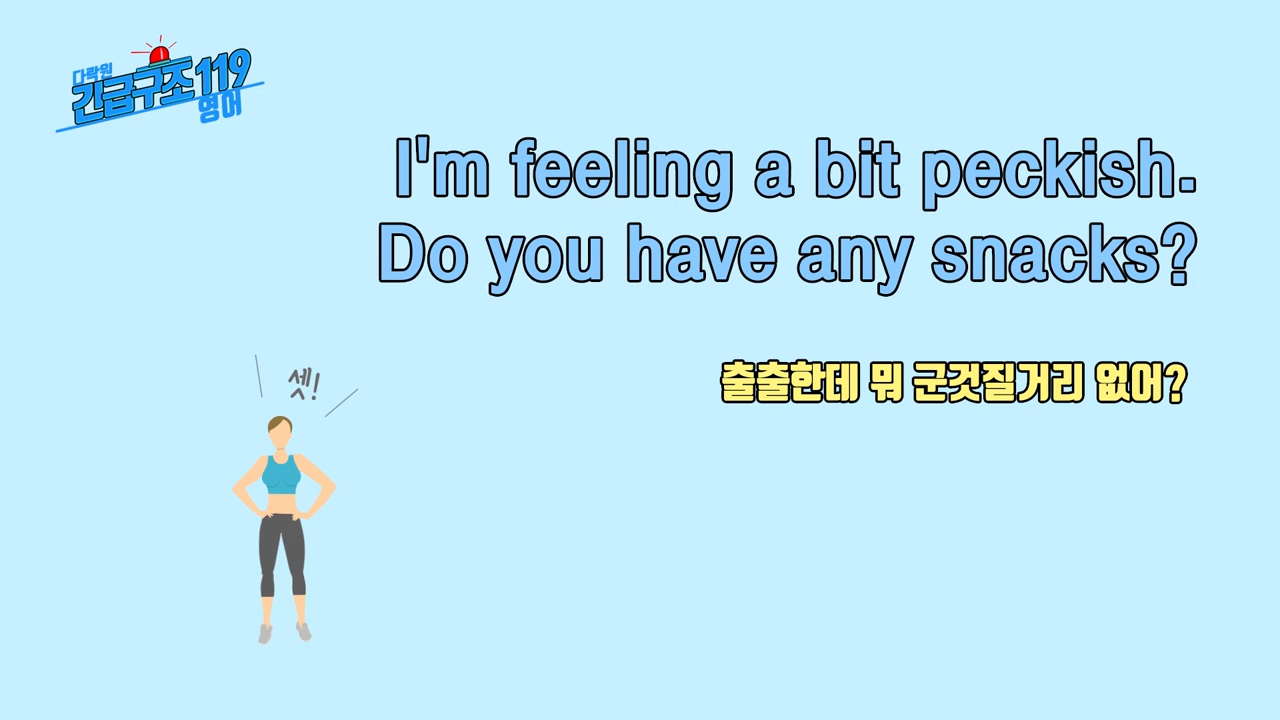 다락원
긴급구조119
영어
I'm feeling a bit peckish.
Do you have any snacks?
출출한데 뭐 군것질거리 없어?
셋!